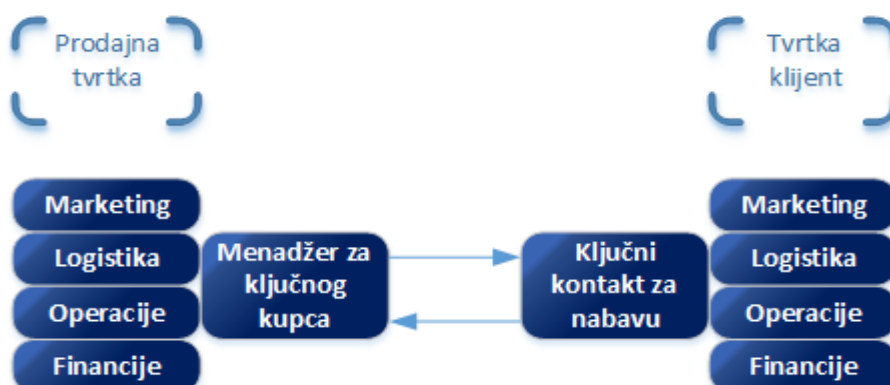 Prodajna
tvrtka
Tvrtka
klijent
Marketing
Logistika
Operacije
Financije
Menadžer za
ključnog
kupca
Ključni
kontakt za
nabavu
Marketing
Logistika
Operacije
Financije